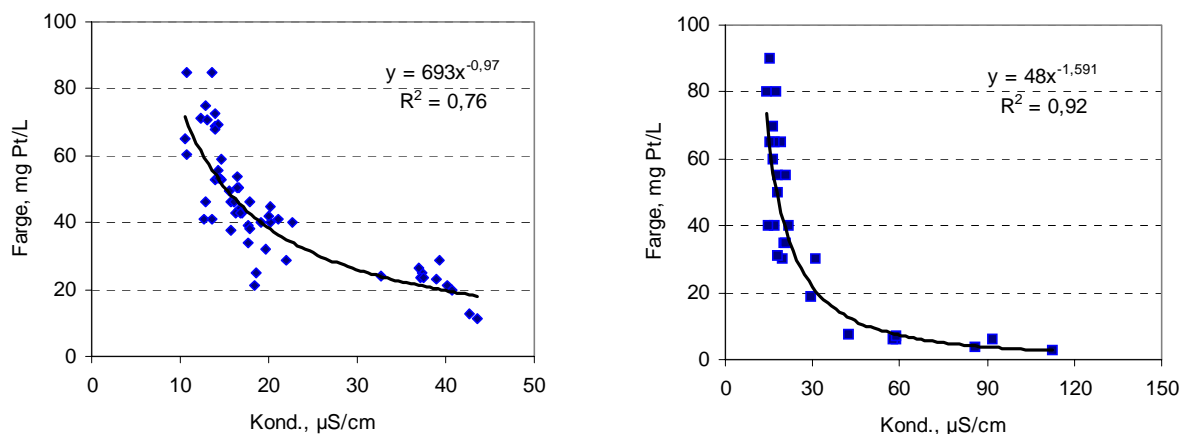 100
80
60
40
20
0
Farge, mg Pt/L
y = 693x^-0,97
R² = 0,76
0 10 20 30 40 50
Kond., µS/cm
100
80
60
40
20
0
Farge, mg Pt/L
y = 48x^-1,591
R² = 0,92
0 30 60 90 120 150
Kond., µS/cm